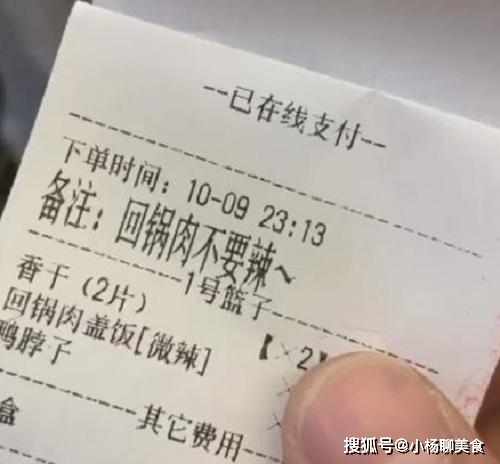 --已在线支付--
下单时间：10-09 23:13
备注：回锅肉不要辣~
1号篮子
香干（2片）
【×2】
回锅肉盖饭[微辣]
鸭脖子
盒
其它费用
搜狐号@小杨聊美食